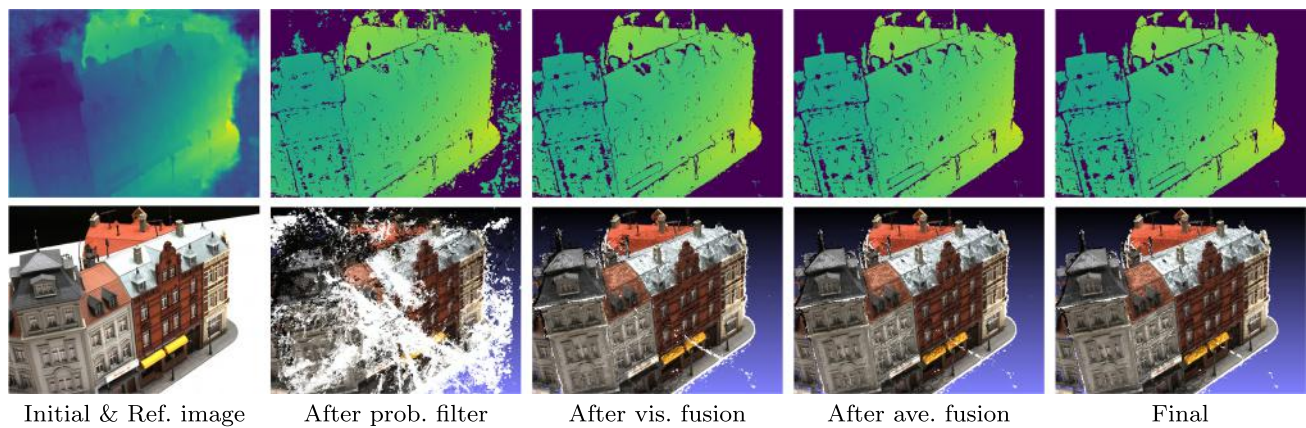 Initial & Ref. image
After prob. filter
After vis. fusion
After ave. fusion
Final